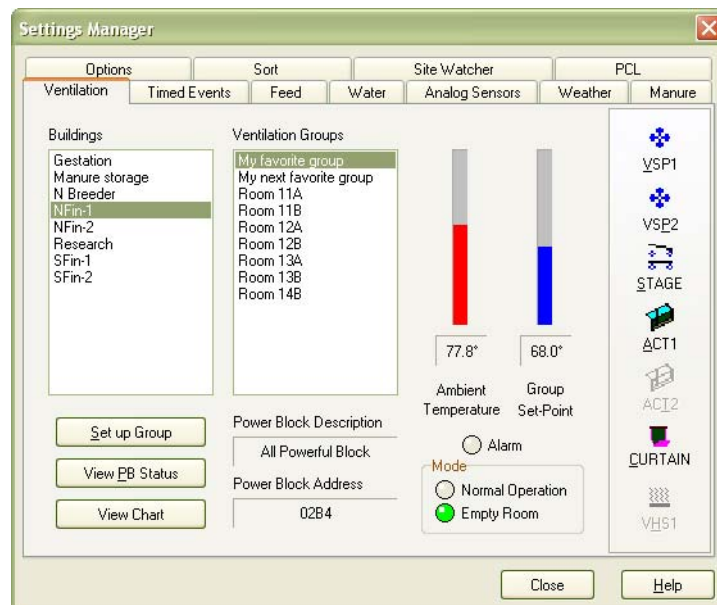 Settings Manager
Options Sort Site Watcher PCL
Ventilation Timed Events Feed Water Analog Sensors Weather Manure
Buildings
Gestation
Manure storage
N Breeder
NFin-1
NFin-2
Research
SFin-1
SFin-2
Ventilation Groups
My favorite group
My next favorite group
Room 11A
Room 11B
Room 12A
Room 12B
Room 13A
Room 13B
Room 14B
77.8° 68.0°
Ambient
Temperature
Group
Set-Point
Alarm
Mode
Normal Operation
Empty Room
Set up Group
View PB Status
View Chart
Power Block Description
All Powerful Block
Power Block Address
02B4
VSP1
VSP2
STAGE
ACT1
ACT2
CURTAIN
VHS1
Close Help